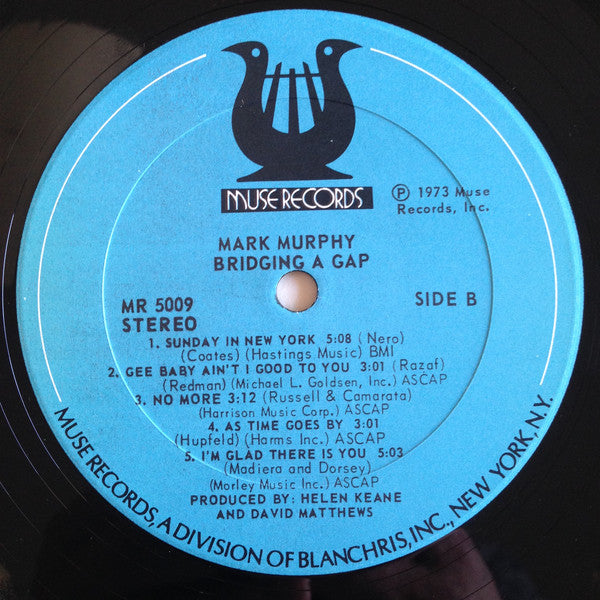 MUSE RECORDS
℗ 1973 Muse
Records, Inc.
MARK MURPHY
BRIDGING A GAP
MR 5009
STEREO
SIDE B
1. SUNDAY IN NEW YORK 5:08 (Nero)
(Coates) (Hastings Music) BMI
2. GEE BABY AIN'T I GOOD TO YOU 3:01 (Razaf)
(Redman) (Michael L. Goldsen, Inc.) ASCAP
3. NO MORE 3:12 (Russell & Camarata)
(Harrison Music Corp.) ASCAP
4. AS TIME GOES BY 3:01
(Hupfeld) (Harms Inc.) ASCAP
5. I'M GLAD THERE IS YOU 5:03
(Madiera and Dorsey)
(Morley Music Inc.) ASCAP
PRODUCED BY: HELEN KEANE
AND DAVID MATTHEWS
MUSE RECORDS, A DIVISION OF BLANCHRIS, INC., NEW YORK, N.Y.